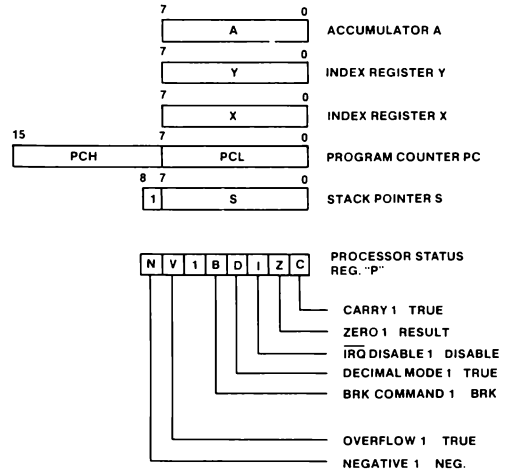 7 0
A ACCUMULATOR A
7 0
Y INDEX REGISTER Y
7 0
X INDEX REGISTER X
15 7 0
PCH PCL PROGRAM COUNTER PC
8 7 0
1 S STACK POINTER S
N V 1 B D I Z C PROCESSOR STATUS
REG. "P"
CARRY 1 TRUE
ZERO 1 RESULT
IRQ DISABLE 1 DISABLE
DECIMAL MODE 1 TRUE
BRK COMMAND 1 BRK
OVERFLOW 1 TRUE
NEGATIVE 1 NEG.